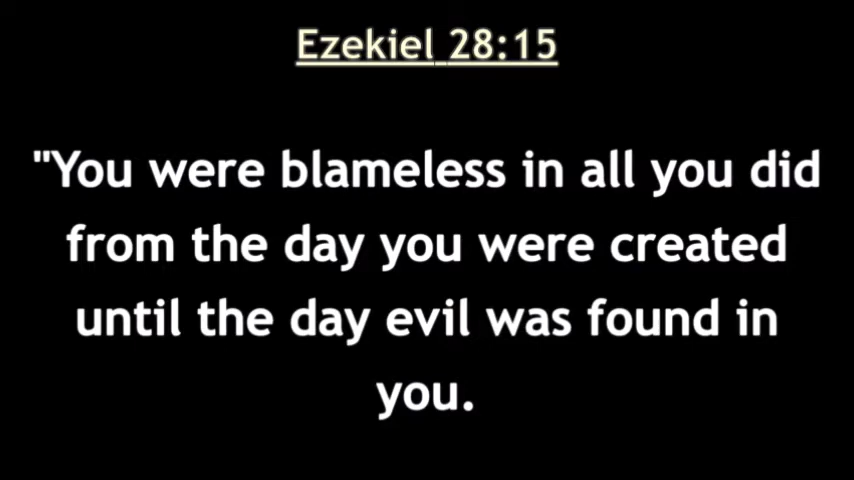 Ezekiel 28:15
"You were blameless in all you did
from the day you were created
until the day evil was found in
you.